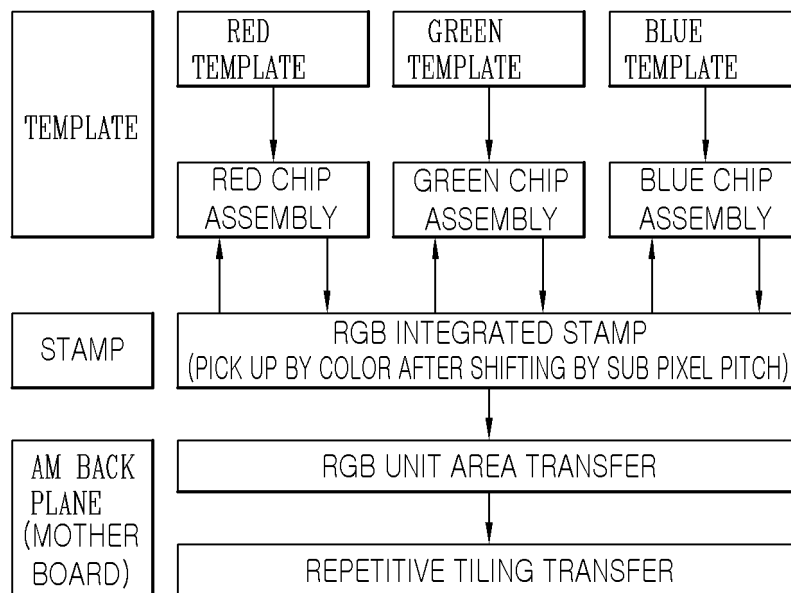 TEMPLATE
RED
TEMPLATE
GREEN
TEMPLATE
BLUE
TEMPLATE
RED CHIP
ASSEMBLY
GREEN CHIP
ASSEMBLY
BLUE CHIP
ASSEMBLY
STAMP
RGB INTEGRATED STAMP
(PICK UP BY COLOR AFTER SHIFTING BY SUB PIXEL PITCH)
AM BACK
PLANE
(MOTHER
BOARD)
RGB UNIT AREA TRANSFER
REPETITIVE TILING TRANSFER